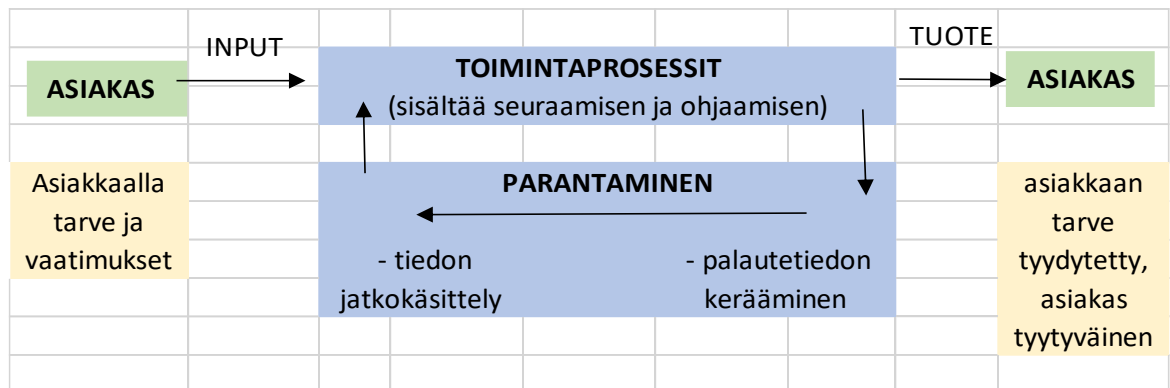 INPUT
TUOTE
ASIAKAS
TOIMINTAPROSESSIT
(sisältää seuraamisen ja ohjaamisen)
ASIAKAS
Asiakkaalla
tarve ja
vaatimukset
PARANTAMINEN
- tiedon
jatkokäsittely
- palautetiedon
kerääminen
asiakkaan
tarve
tyydytetty,
asiakas
tyytyväinen